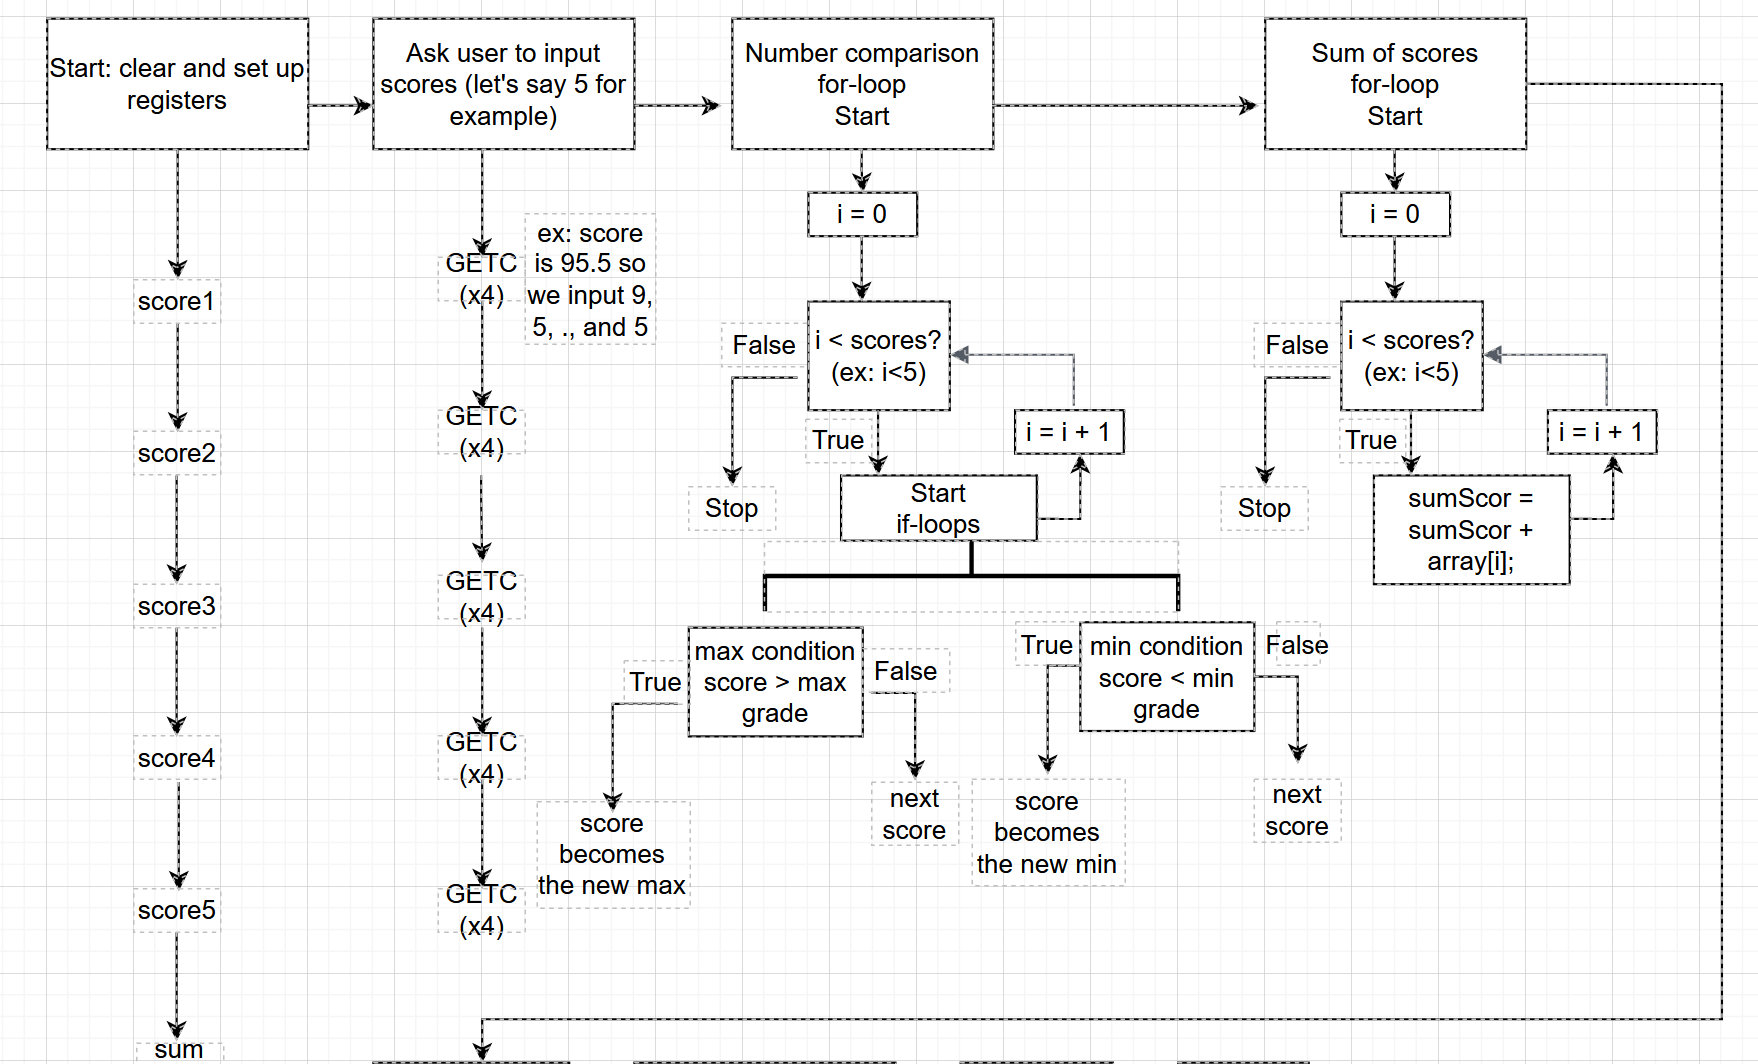 Start: clear and set up
registers
Ask user to input
scores (let's say 5 for
example)
Number comparison
for-loop
Start
Sum of scores
for-loop
Start
score1
score2
score3
score4
score5
sum
GETC
(x4)
ex: score
is 95.5 so
we input 9,
5, ., and 5
GETC
(x4)
GETC
(x4)
GETC
(x4)
GETC
(x4)
i = 0
i < scores?
(ex: i<5)
False
True
Stop
i = i + 1
Start
if-loops
max condition
score > max
grade
True
False
score
becomes
the new max
next
score
min condition
score < min
grade
True
False
score
becomes
the new min
next
score
i = 0
i < scores?
(ex: i<5)
False
True
Stop
i = i + 1
sumScor =
sumScor +
array[i];